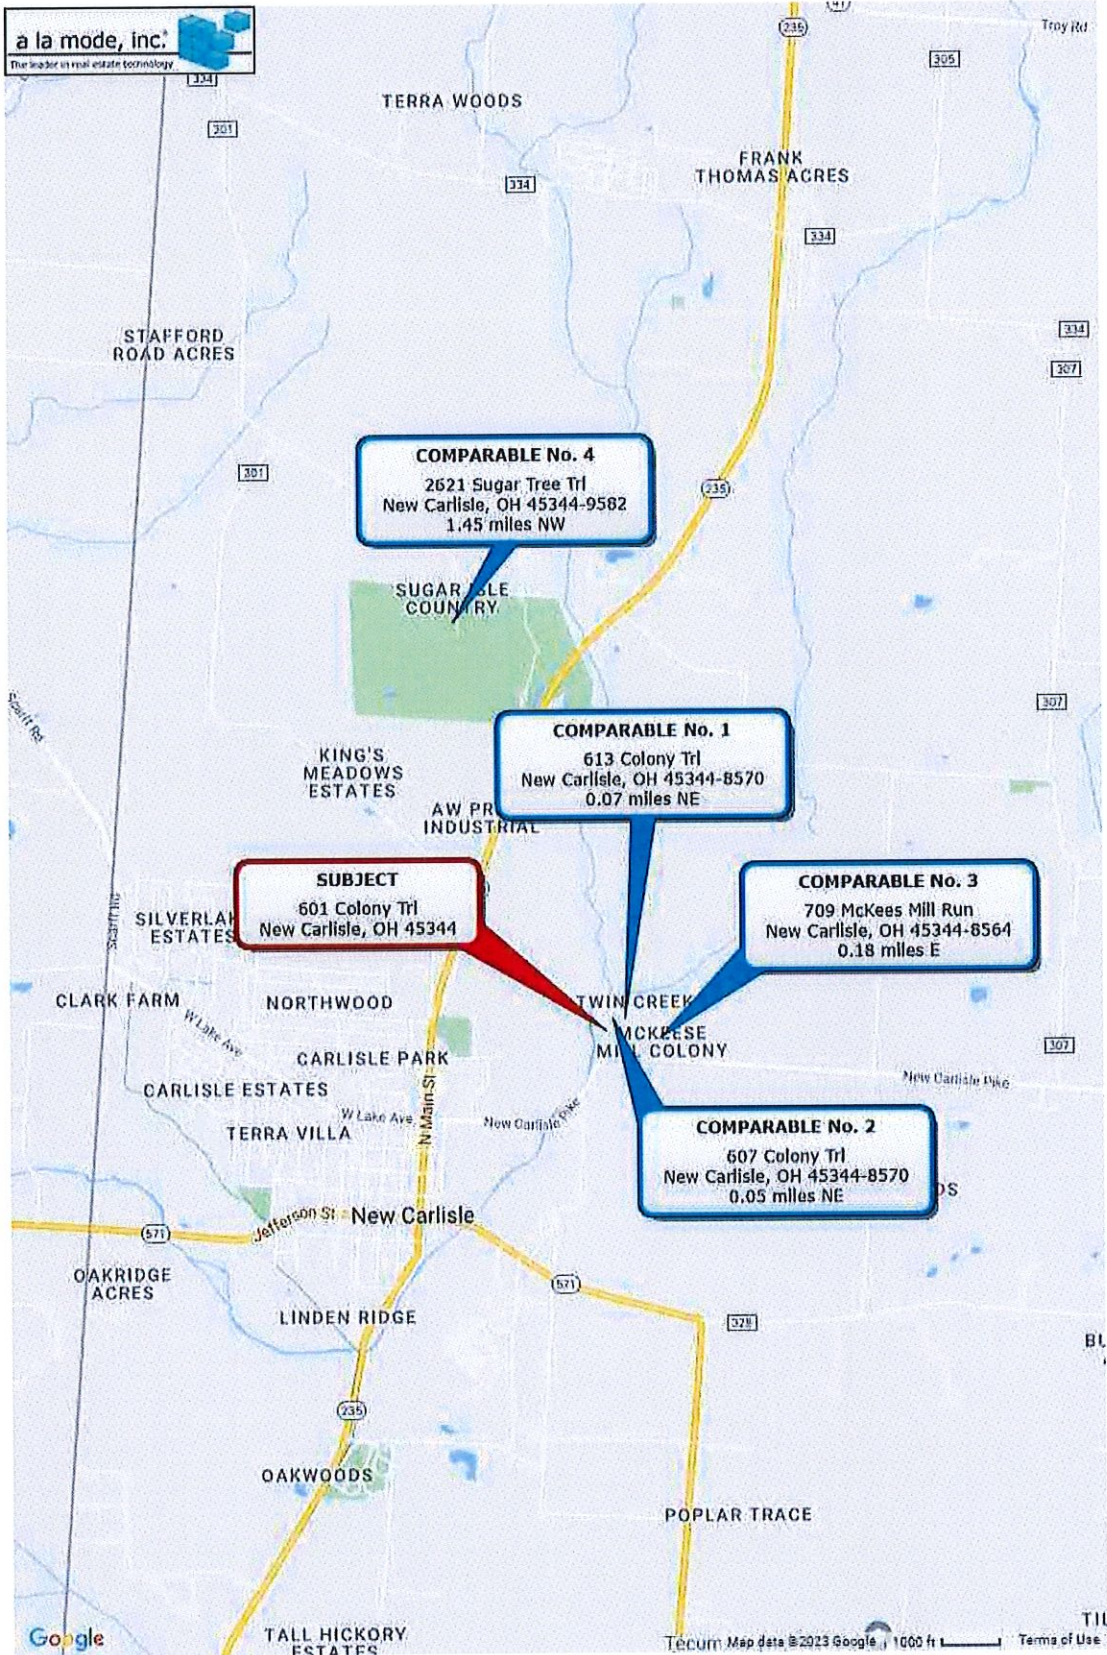 a la mode, inc.
The leader in real estate technology
235
Troy Rd
305
334
TERRA WOODS
301
FRANK
THOMAS ACRES
334
334
STAFFORD
ROAD ACRES
334
307
COMPARABLE No. 4
2621 Sugar Tree Trl
New Carlisle, OH 45344-9582
1.45 miles NW
301
235
SUGAR ISLE
COUNTRY
Scarff Rd
307
COMPARABLE No. 1
613 Colony Trl
New Carlisle, OH 45344-8570
0.07 miles NE
KING'S
MEADOWS
ESTATES
AW PR
INDUSTRIAL
SUBJECT
601 Colony Trl
New Carlisle, OH 45344
COMPARABLE No. 3
709 McKees Mill Run
New Carlisle, OH 45344-8564
0.18 miles E
SILVERLAK
ESTATES
Scarff Rd
CLARK FARM
NORTHWOOD
TWIN CREEK
W Lake Ave
MCKEESE
MILL COLONY
307
CARLISLE PARK
CARLISLE ESTATES
New Carlisle Pike
N Main St
W Lake Ave
New Carlisle Pike
TERRA VILLA
COMPARABLE No. 2
607 Colony Trl
New Carlisle, OH 45344-8570
0.05 miles NE
DS
Jefferson St
New Carlisle
571
OAKRIDGE
ACRES
571
LINDEN RIDGE
328
BU
235
OAKWOODS
POPLAR TRACE
TALL HICKORY
ESTATES
TIL
Google
Tecum
Map data ©2023 Google
1000 ft
Terms of Use